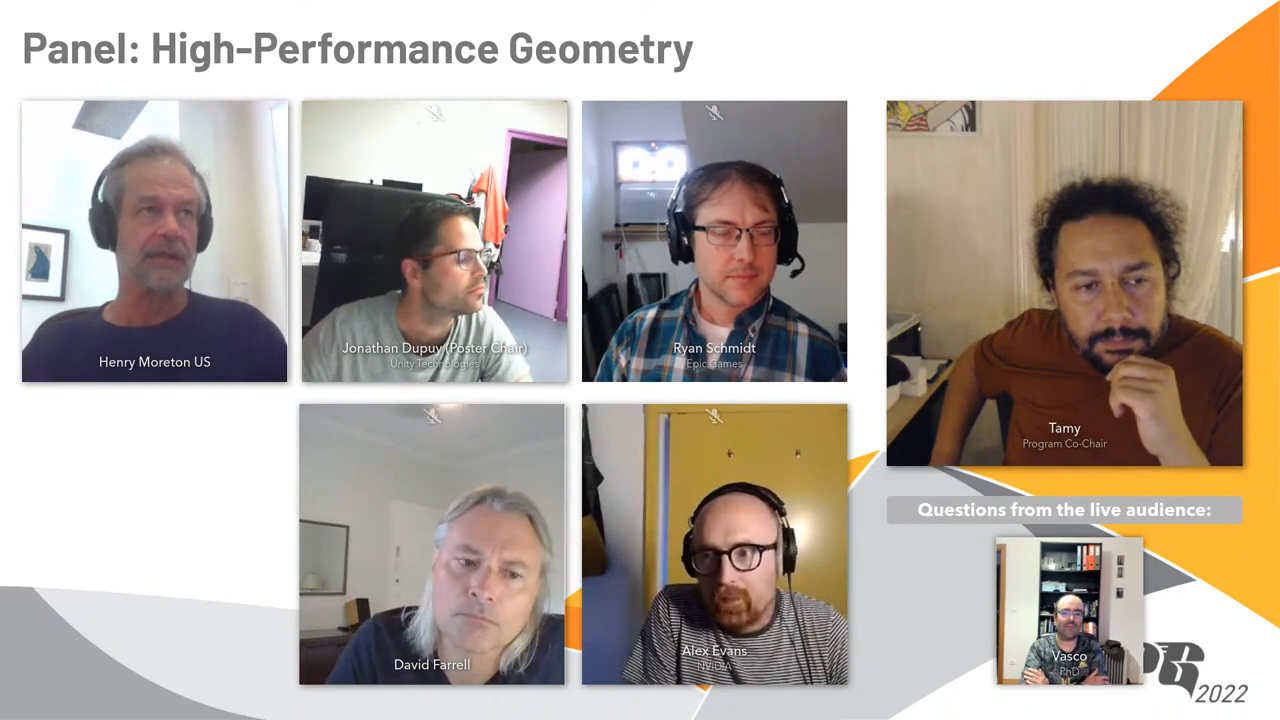 Panel: High-Performance Geometry
Henry Moreton US
Jonathan Dupuy (Poster Chair)
Unity Technologies
Ryan Schmidt
Epic Games
Tamy
Program Co-Chair
David Farrell
Alex Evans
NVIDIA
Questions from the live audience:
Vasco
PhD
2022